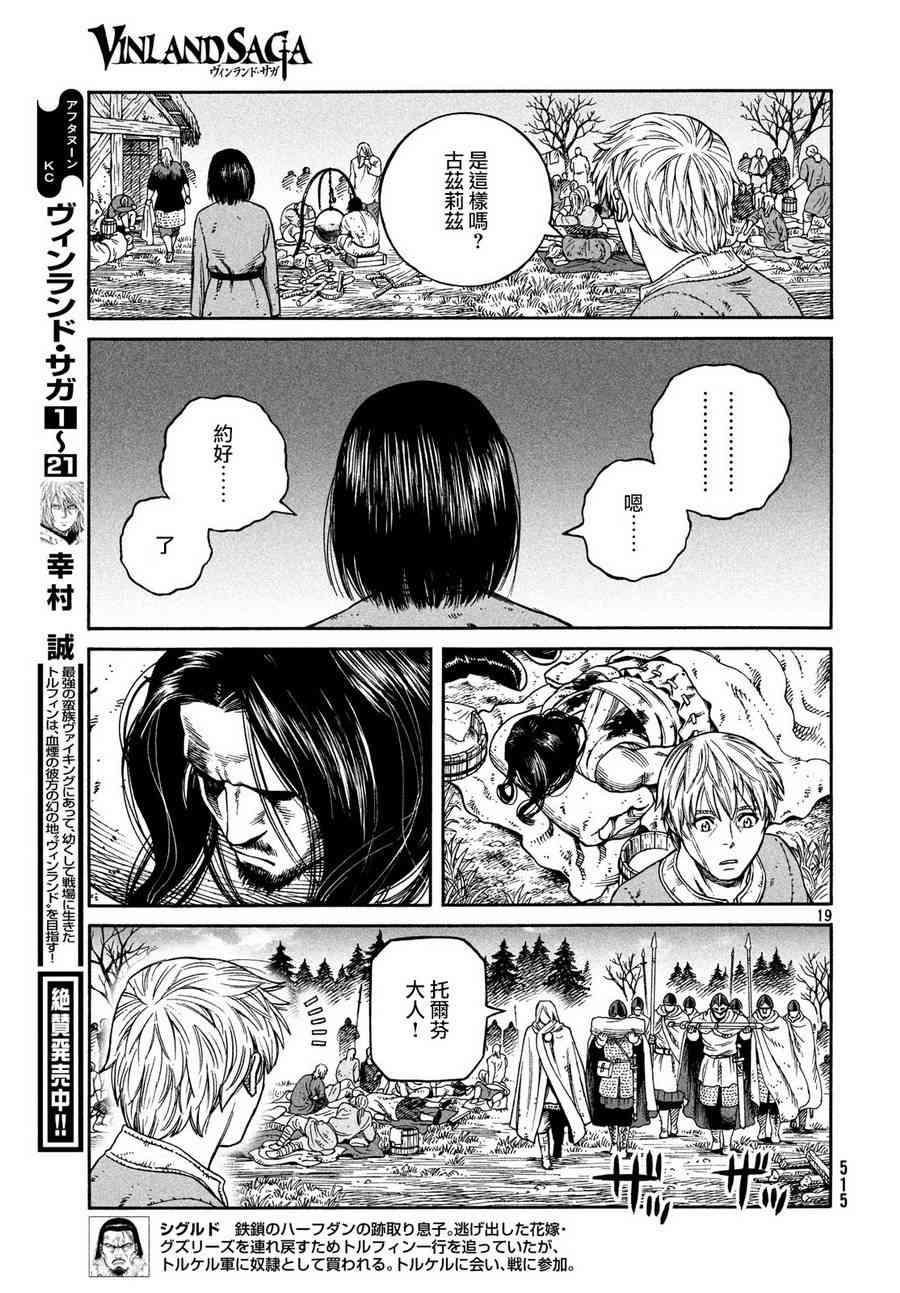 VINLAND SAGA
ヴィンランド・サガ
アフタヌーン
KC
ヴィンランド・サガ
1~21
幸村 誠
最強の蛮族ヴァイキングにあって、幼くして戦場に生きた
トルフィンは、血煙の彼方の幻の地“ヴィンランド”を目指す!
絶賛発売中!!
是這樣嗎?
古茲莉茲
………………
嗯……
約好……
了
19
托爾芬
大人!
ザッ
ザッ
515
シグルド 鉄鎖のハーフダンの跡取り息子。逃げ出した花嫁・
グズリーズを連れ戻すためトルフィン一行を追っていたが、
トルケル軍に奴隷として買われる。トルケルに会い、戦に参加。